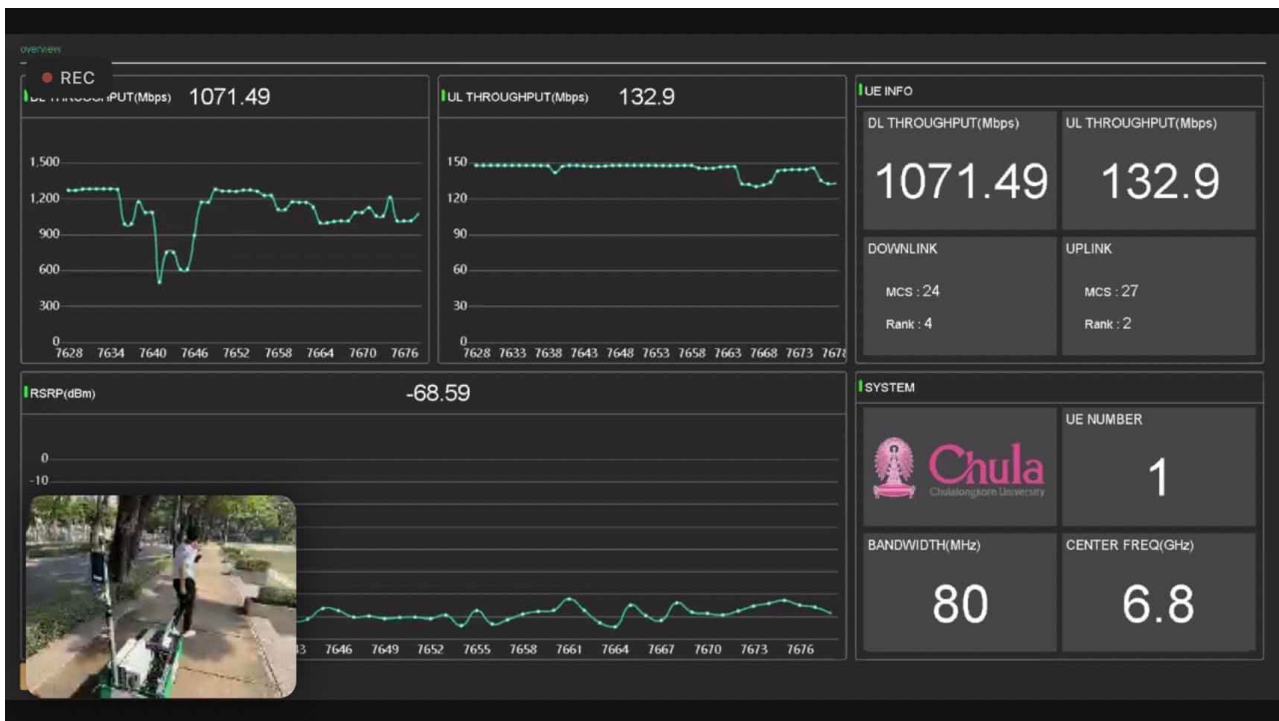 overview
REC
THROUGHPUT(Mbps) 1071.49
1,500
1,200
900
600
300
0
7628 7634 7640 7646 7652 7658 7664 7670 7676
UL THROUGHPUT(Mbps) 132.9
150
120
90
60
30
0
7628 7633 7638 7643 7648 7653 7658 7663 7668 7673 7678
UE INFO
DL THROUGHPUT(Mbps)
1071.49
UL THROUGHPUT(Mbps)
132.9
DOWNLINK
MCS : 24
Rank : 4
UPLINK
MCS : 27
Rank : 2
RSRP(dBm) -68.59
0
-10
7646 7649 7652 7655 7658 7661 7664 7667 7670 7673 7676
SYSTEM
Chula
Chulalongkorn University
UE NUMBER
1
BANDWIDTH(MHz)
80
CENTER FREQ(GHz)
6.8